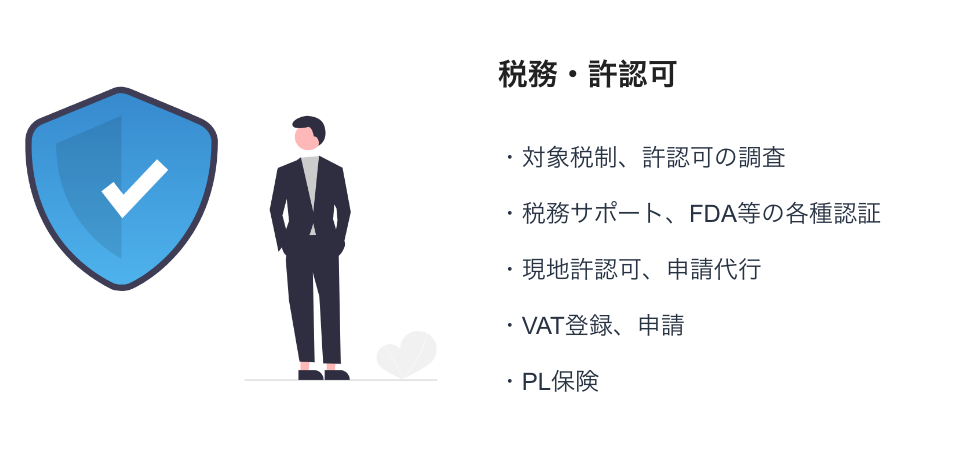 税務・許認可
・対象税制、許認可の調査
・税務サポート、FDA等の各種認証
・現地許認可、申請代行
・VAT登録、申請
・PL保険